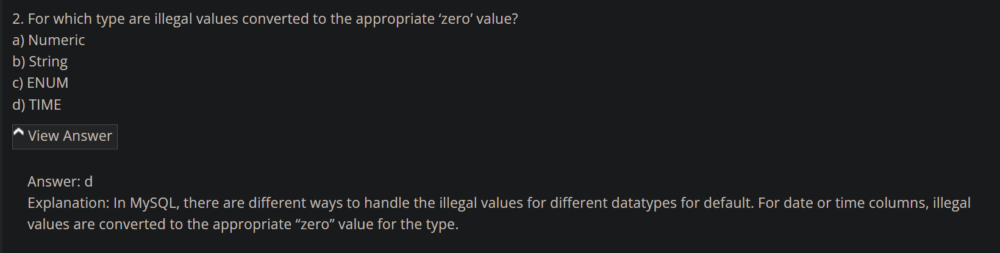 2. For which type are illegal values converted to the appropriate ‘zero’ value?
a) Numeric
b) String
c) ENUM
d) TIME
View Answer
Answer: d
Explanation: In MySQL, there are different ways to handle the illegal values for different datatypes for default. For date or time columns, illegal
values are converted to the appropriate “zero” value for the type.